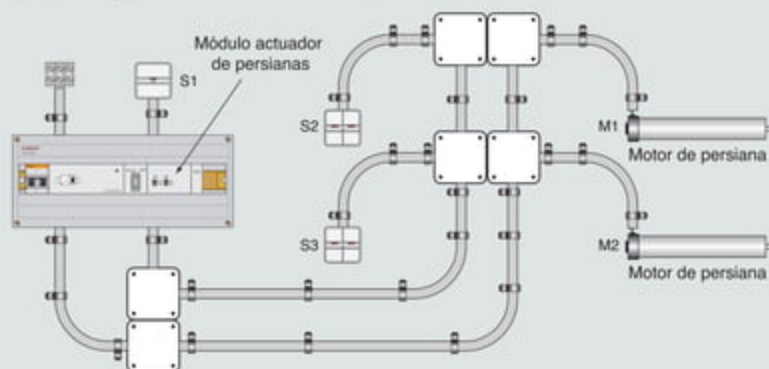 Módulo actuador
de persianas
S1
S2
M1
Motor de persiana
S3
M2
Motor de persiana